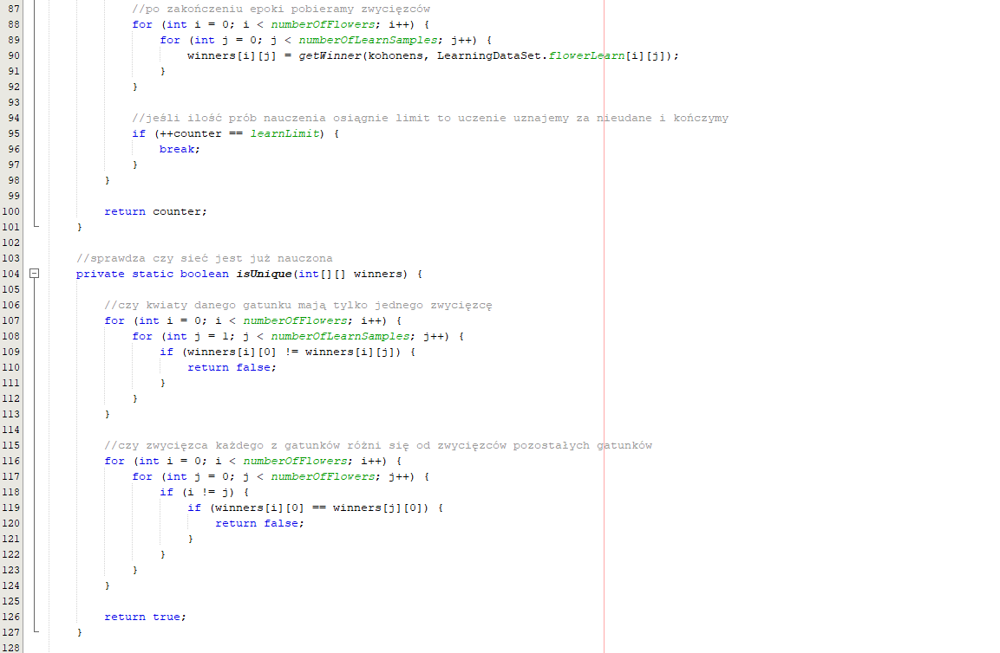 87 //po zakończeniu epoki pobieramy zwycięzców
88 for (int i = 0; i < numberOfFlowers; i++) {
89 for (int j = 0; j < numberOfLearnSamples; j++) {
90 winners[i][j] = getWinner(kohonens, LearningDataSet.flowerLearn[i][j]);
91 }
92 }
93
94 //jeśli ilość prób nauczenia osiągnie limit to uczenie uznajemy za nieudane i kończymy
95 if (++counter == learnLimit) {
96 break;
97 }
98 }
99
100 return counter;
101 }
102
103 //sprawdza czy sieć jest już nauczona
104 private static boolean isUnique(int[][] winners) {
105
106 //czy kwiaty danego gatunku mają tylko jednego zwycięzcę
107 for (int i = 0; i < numberOfFlowers; i++) {
108 for (int j = 1; j < numberOfLearnSamples; j++) {
109 if (winners[i][0] != winners[i][j]) {
110 return false;
111 }
112 }
113 }
114
115 //czy zwycięzca każdego z gatunków różni się od zwycięzców pozostałych gatunków
116 for (int i = 0; i < numberOfFlowers; i++) {
117 for (int j = 0; j < numberOfFlowers; j++) {
118 if (i != j) {
119 if (winners[i][0] == winners[j][0]) {
120 return false;
121 }
122 }
123 }
124 }
125
126 return true;
127 }
128